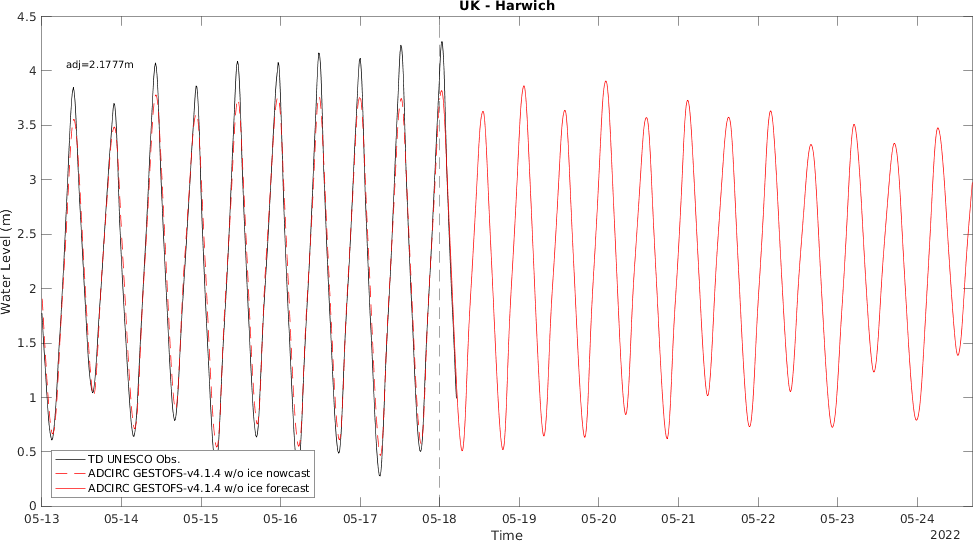 UK - Harwich
4.5
4
3.5
3
2.5
2
1.5
1
0.5
0
Water Level (m)
adj=2.1777m
TD UNESCO Obs.
ADCIRC GESTOFS-v4.1.4 w/o ice nowcast
ADCIRC GESTOFS-v4.1.4 w/o ice forecast
05-13 05-14 05-15 05-16 05-17 05-18 05-19 05-20 05-21 05-22 05-23 05-24
Time
2022